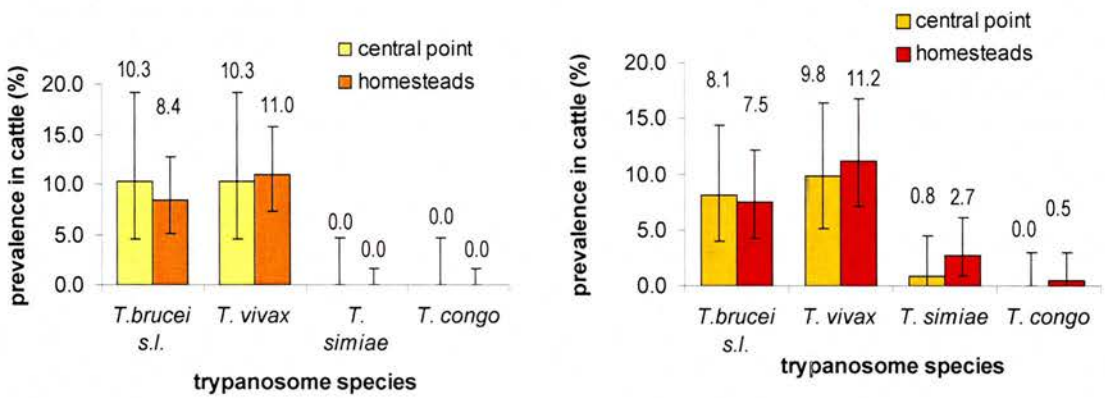 central point
homesteads
prevalence in cattle (%)
20.0
15.0
10.0
5.0
0.0
10.3
8.4
10.3
11.0
0.0
0.0
0.0
0.0
T.brucei s.l.
T. vivax
T. simiae
T. congo
trypanosome species
central point
homesteads
prevalence in cattle (%)
20.0
15.0
10.0
5.0
0.0
8.1
7.5
9.8
11.2
0.8
2.7
0.0
0.5
T.brucei s.l.
T. vivax
T. simiae
T. congo
trypanosome species